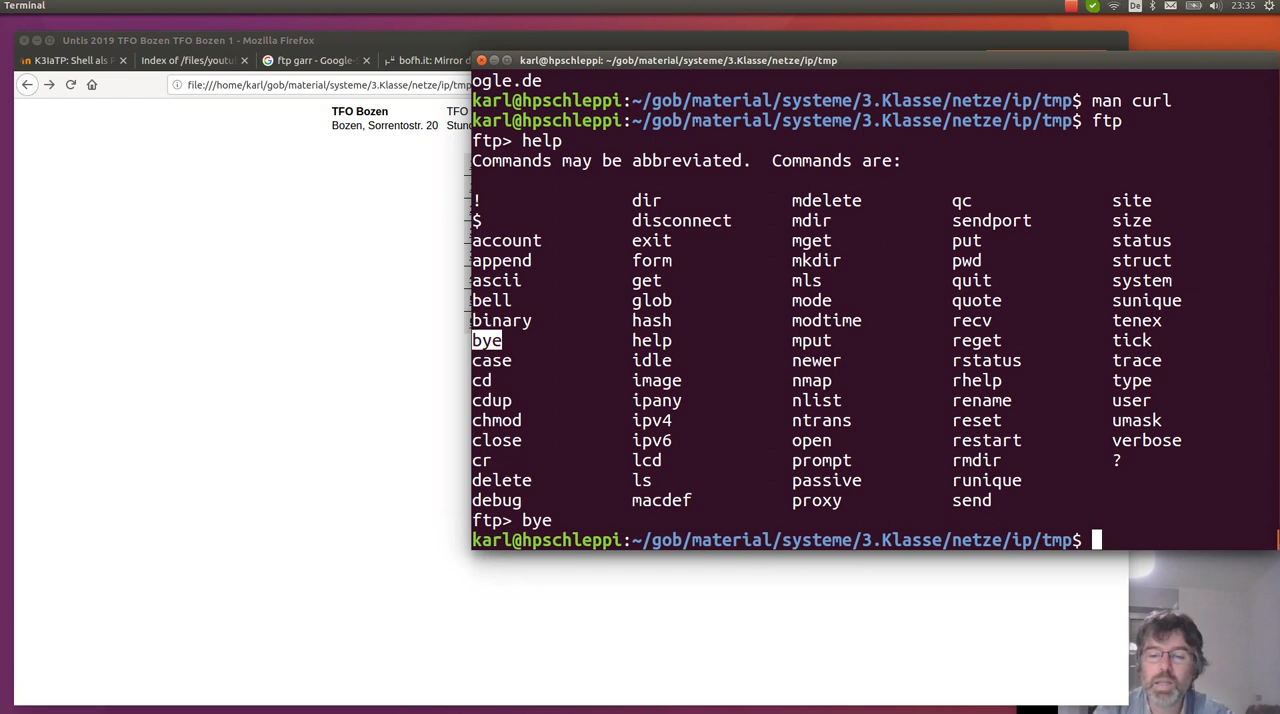 Terminal
De
23:35
Untis 2019 TFO Bozen TFO Bozen 1 - Mozilla Firefox
K3IaTP: Shell als F
Index of /files/youtu
ftp garr - Google-S
bofh.it: Mirror d
file:///home/karl/gob/material/systeme/3.Klasse/netze/ip/tmp
TFO Bozen
TFO
Bozen, Sorrentostr. 20
Stund
karl@hpschleppi: ~/gob/material/systeme/3.Klasse/netze/ip/tmp
ogle.de
karl@hpschleppi:~/gob/material/systeme/3.Klasse/netze/ip/tmp$ man curl
karl@hpschleppi:~/gob/material/systeme/3.Klasse/netze/ip/tmp$ ftp
ftp> help
Commands may be abbreviated.  Commands are:
! dir mdelete qc site
$ disconnect mdir sendport size
account exit mget put status
append form mkdir pwd struct
ascii get mls quit system
bell glob mode quote sunique
binary hash modtime recv tenex
bye help mput reget tick
case idle newer rstatus trace
cd image nmap rhelp type
cdup ipany nlist rename user
chmod ipv4 ntrans reset umask
close ipv6 open restart verbose
cr lcd prompt rmdir ?
delete ls passive runique
debug macdef proxy send
ftp> bye
karl@hpschleppi:~/gob/material/systeme/3.Klasse/netze/ip/tmp$